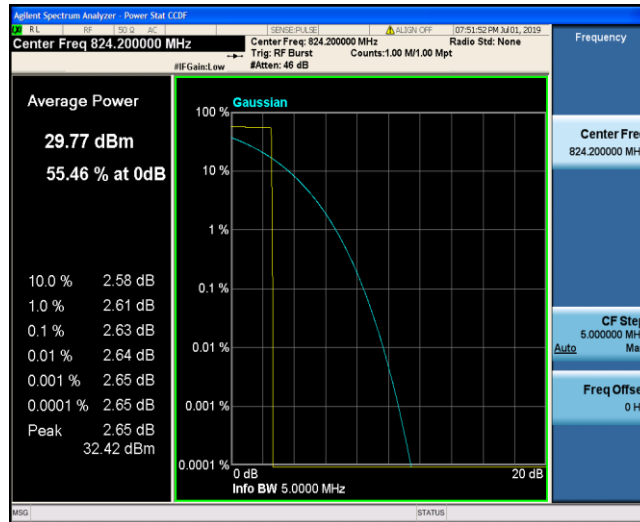 Agilent Spectrum Analyzer - Power Stat CCDF
RL RF 50 Ω AC SENSE:PULSE ALIGN OFF 07:51:52 PM Jul 01, 2019
Center Freq 824.200000 MHz
Center Freq: 824.200000 MHz Radio Std: None
Trig: RF Burst Counts:1.00 M/1.00 Mpt
#IFGain:Low #Atten: 46 dB
Frequency
Average Power
29.77 dBm
55.46 % at 0dB
10.0 % 2.58 dB
1.0 % 2.61 dB
0.1 % 2.63 dB
0.01 % 2.64 dB
0.001 % 2.65 dB
0.0001 % 2.65 dB
Peak 2.65 dB
32.42 dBm
Gaussian
100 %
10 %
1 %
0.1 %
0.01 %
0.001 %
0.0001 %
0 dB 20 dB
Info BW 5.0000 MHz
Center Fre
824.200000 MH
CF Step
5.000000 MH
Auto Ma
Freq Offse
0 H
MSG STATUS